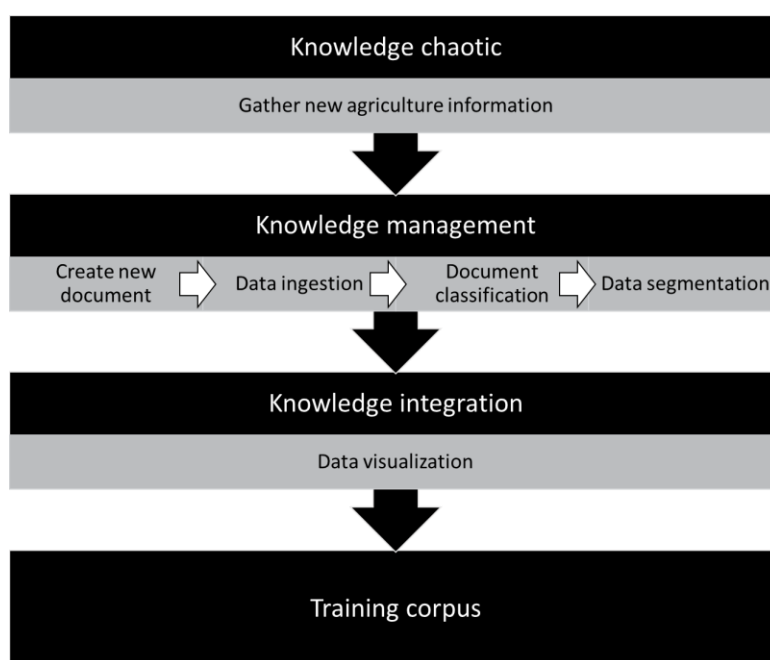 Knowledge chaotic
Gather new agriculture information
Knowledge management
Create new
document
Data ingestion
Document
classification
Data segmentation
Knowledge integration
Data visualization
Training corpus